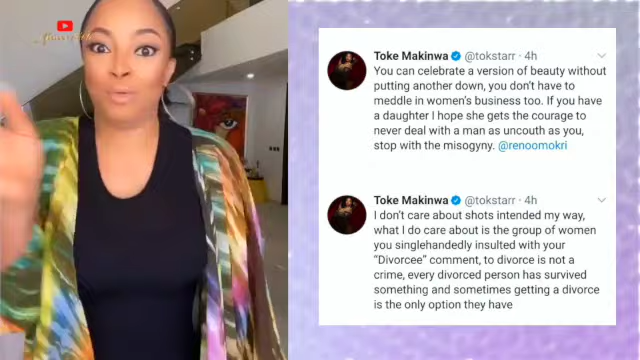 Toke Makinwa @tokstarr · 4h
You can celebrate a version of beauty without
putting another down, you don't have to
meddle in women's business too. If you have
a daughter I hope she gets the courage to
never deal with a man as uncouth as you,
stop with the misogyny. @renoomokri
Toke Makinwa @tokstarr · 4h
I don't care about shots intended my way,
what I do care about is the group of women
you singlehandedly insulted with your
“Divorcee” comment, to divorce is not a
crime, every divorced person has survived
something and sometimes getting a divorce
is the only option they have